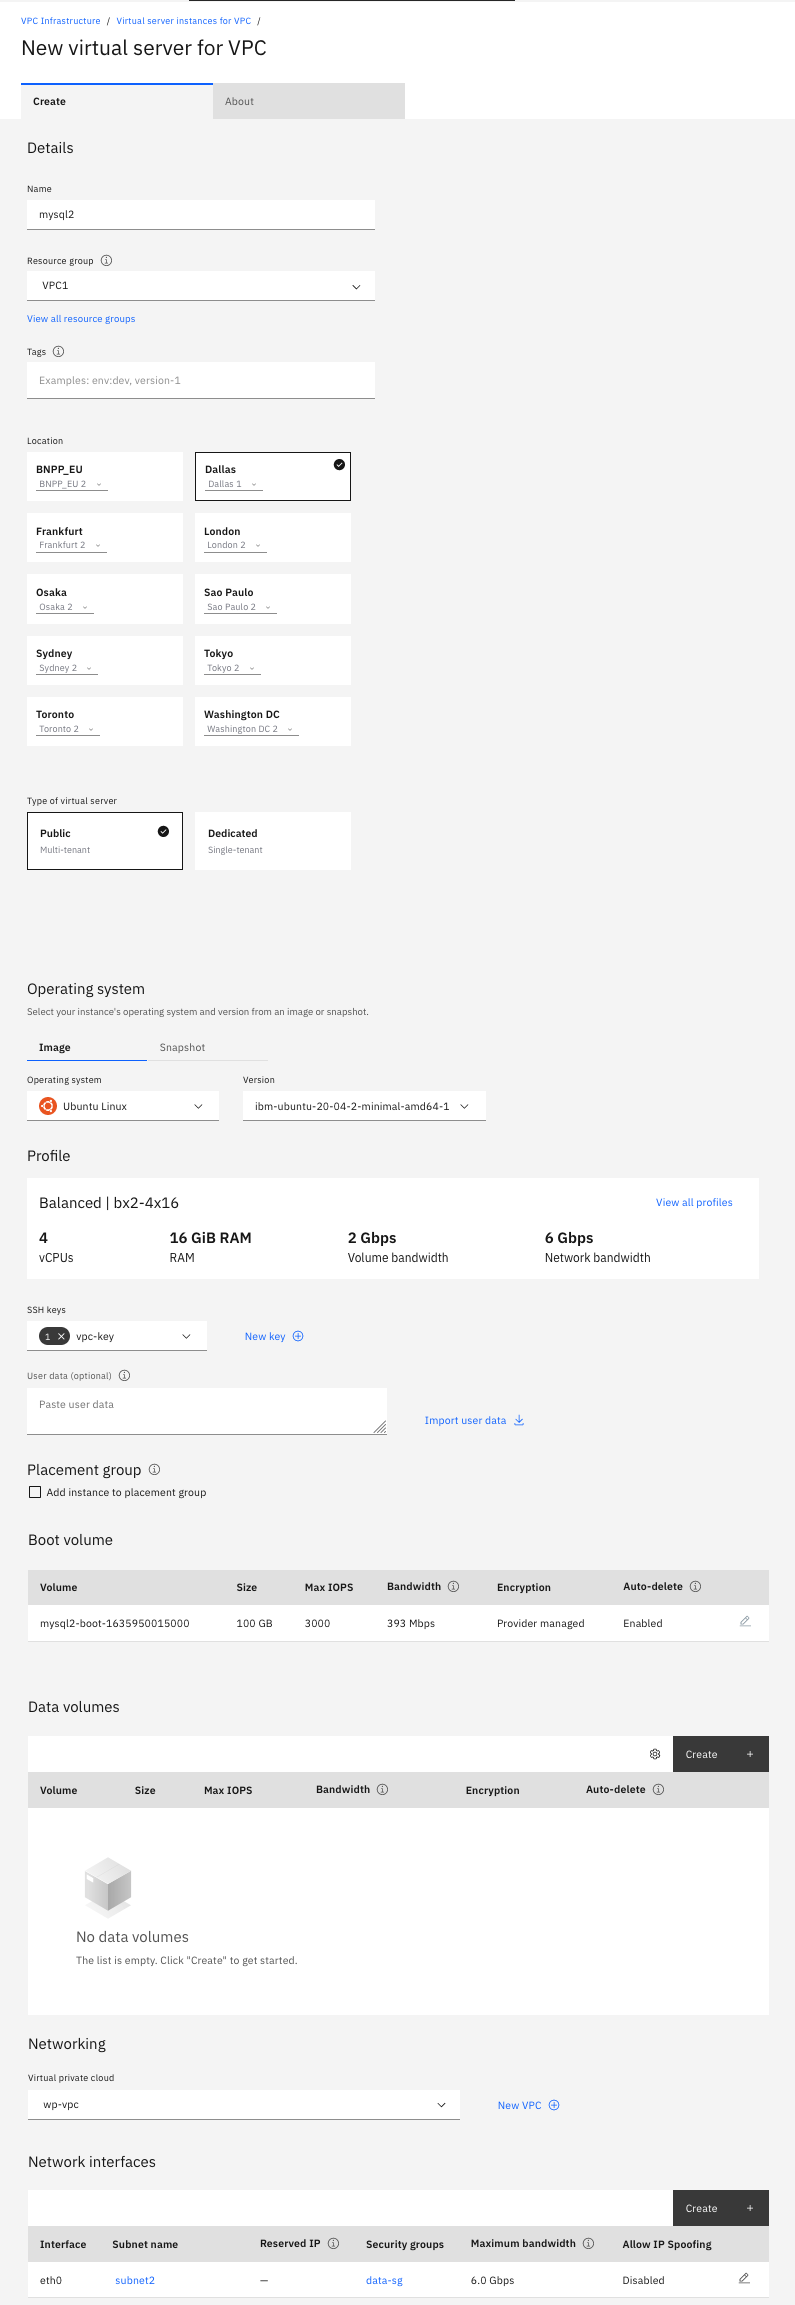 VPC Infrastructure / Virtual server instances for VPC /
New virtual server for VPC
Create About
Details
Name
mysql2
Resource group
VPC1
View all resource groups
Tags
Examples: env:dev, version-1
Location
BNPP_EU Dallas
BNPP_EU 2 Dallas 1
Frankfurt London
Frankfurt 2 London 2
Osaka Sao Paulo
Osaka 2 Sao Paulo 2
Sydney Tokyo
Sydney 2 Tokyo 2
Toronto Washington DC
Toronto 2 Washington DC 2
Type of virtual server
Public Dedicated
Multi-tenant Single-tenant
Operating system
Select your instance's operating system and version from an image or snapshot.
Image Snapshot
Operating system Version
Ubuntu Linux ibm-ubuntu-20-04-2-minimal-amd64-1
Profile
Balanced | bx2-4x16 View all profiles
4 16 GiB RAM 2 Gbps 6 Gbps
vCPUs RAM Volume bandwidth Network bandwidth
SSH keys
1 × vpc-key New key
User data (optional)
Paste user data
Import user data
Placement group
Add instance to placement group
Boot volume
Volume Size Max IOPS Bandwidth Encryption Auto-delete
mysql2-boot-1635950015000 100 GB 3000 393 Mbps Provider managed Enabled
Data volumes
Create +
Volume Size Max IOPS Bandwidth Encryption Auto-delete
No data volumes
The list is empty. Click "Create" to get started.
Networking
Virtual private cloud
wp-vpc New VPC
Network interfaces
Create +
Interface Subnet name Reserved IP Security groups Maximum bandwidth Allow IP Spoofing
eth0 subnet2 — data-sg 6.0 Gbps Disabled